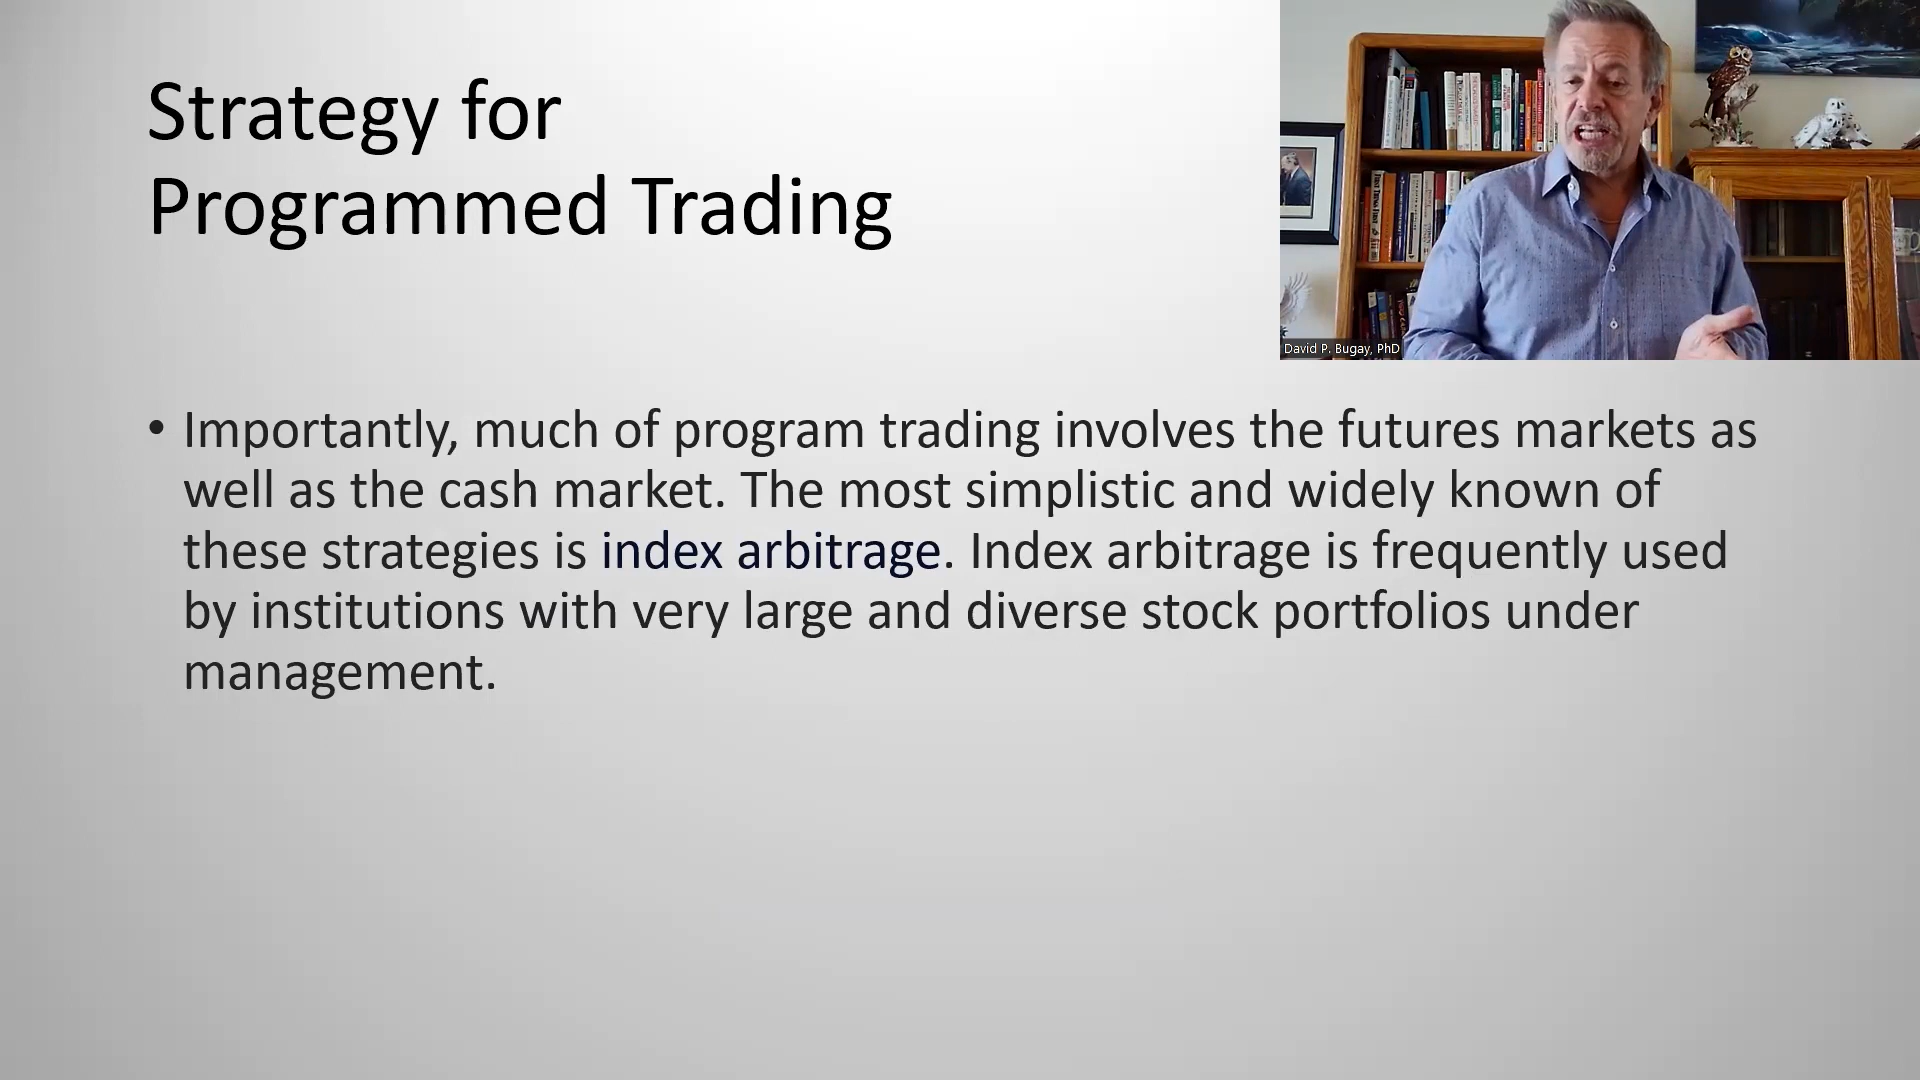 Strategy for
Programmed Trading
David P. Bugay, PhD
• Importantly, much of program trading involves the futures markets as
well as the cash market. The most simplistic and widely known of
these strategies is index arbitrage. Index arbitrage is frequently used
by institutions with very large and diverse stock portfolios under
management.